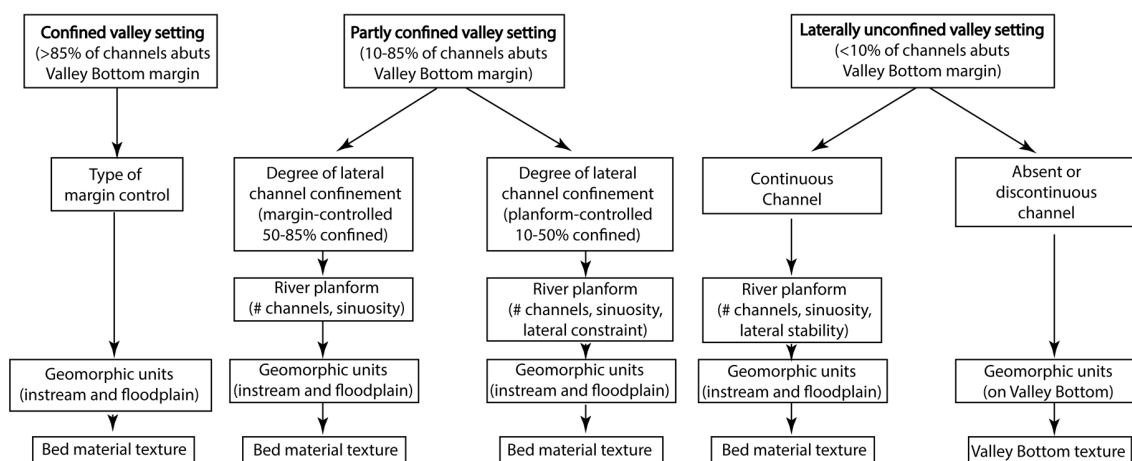 Confined valley setting
(>85% of channels abuts
Valley Bottom margin
Partly confined valley setting
(10-85% of channels abuts
Valley Bottom margin)
Laterally unconfined valley setting
(<10% of channels abuts
Valley Bottom margin)
Type of
margin control
Degree of lateral
channel confinement
(margin-controlled
50-85% confined)
Degree of lateral
channel confinement
(planform-controlled
10-50% confined)
Continuous
Channel
Absent or
discontinuous
channel
River planform
(# channels, sinuosity)
River planform
(# channels, sinuosity,
lateral constraint)
River planform
(# channels, sinuosity,
lateral stability)
Geomorphic units
(instream and floodplain)
Geomorphic units
(instream and floodplain)
Geomorphic units
(instream and floodplain)
Geomorphic units
(instream and floodplain)
Geomorphic units
(on Valley Bottom)
Bed material texture
Bed material texture
Bed material texture
Bed material texture
Valley Bottom texture